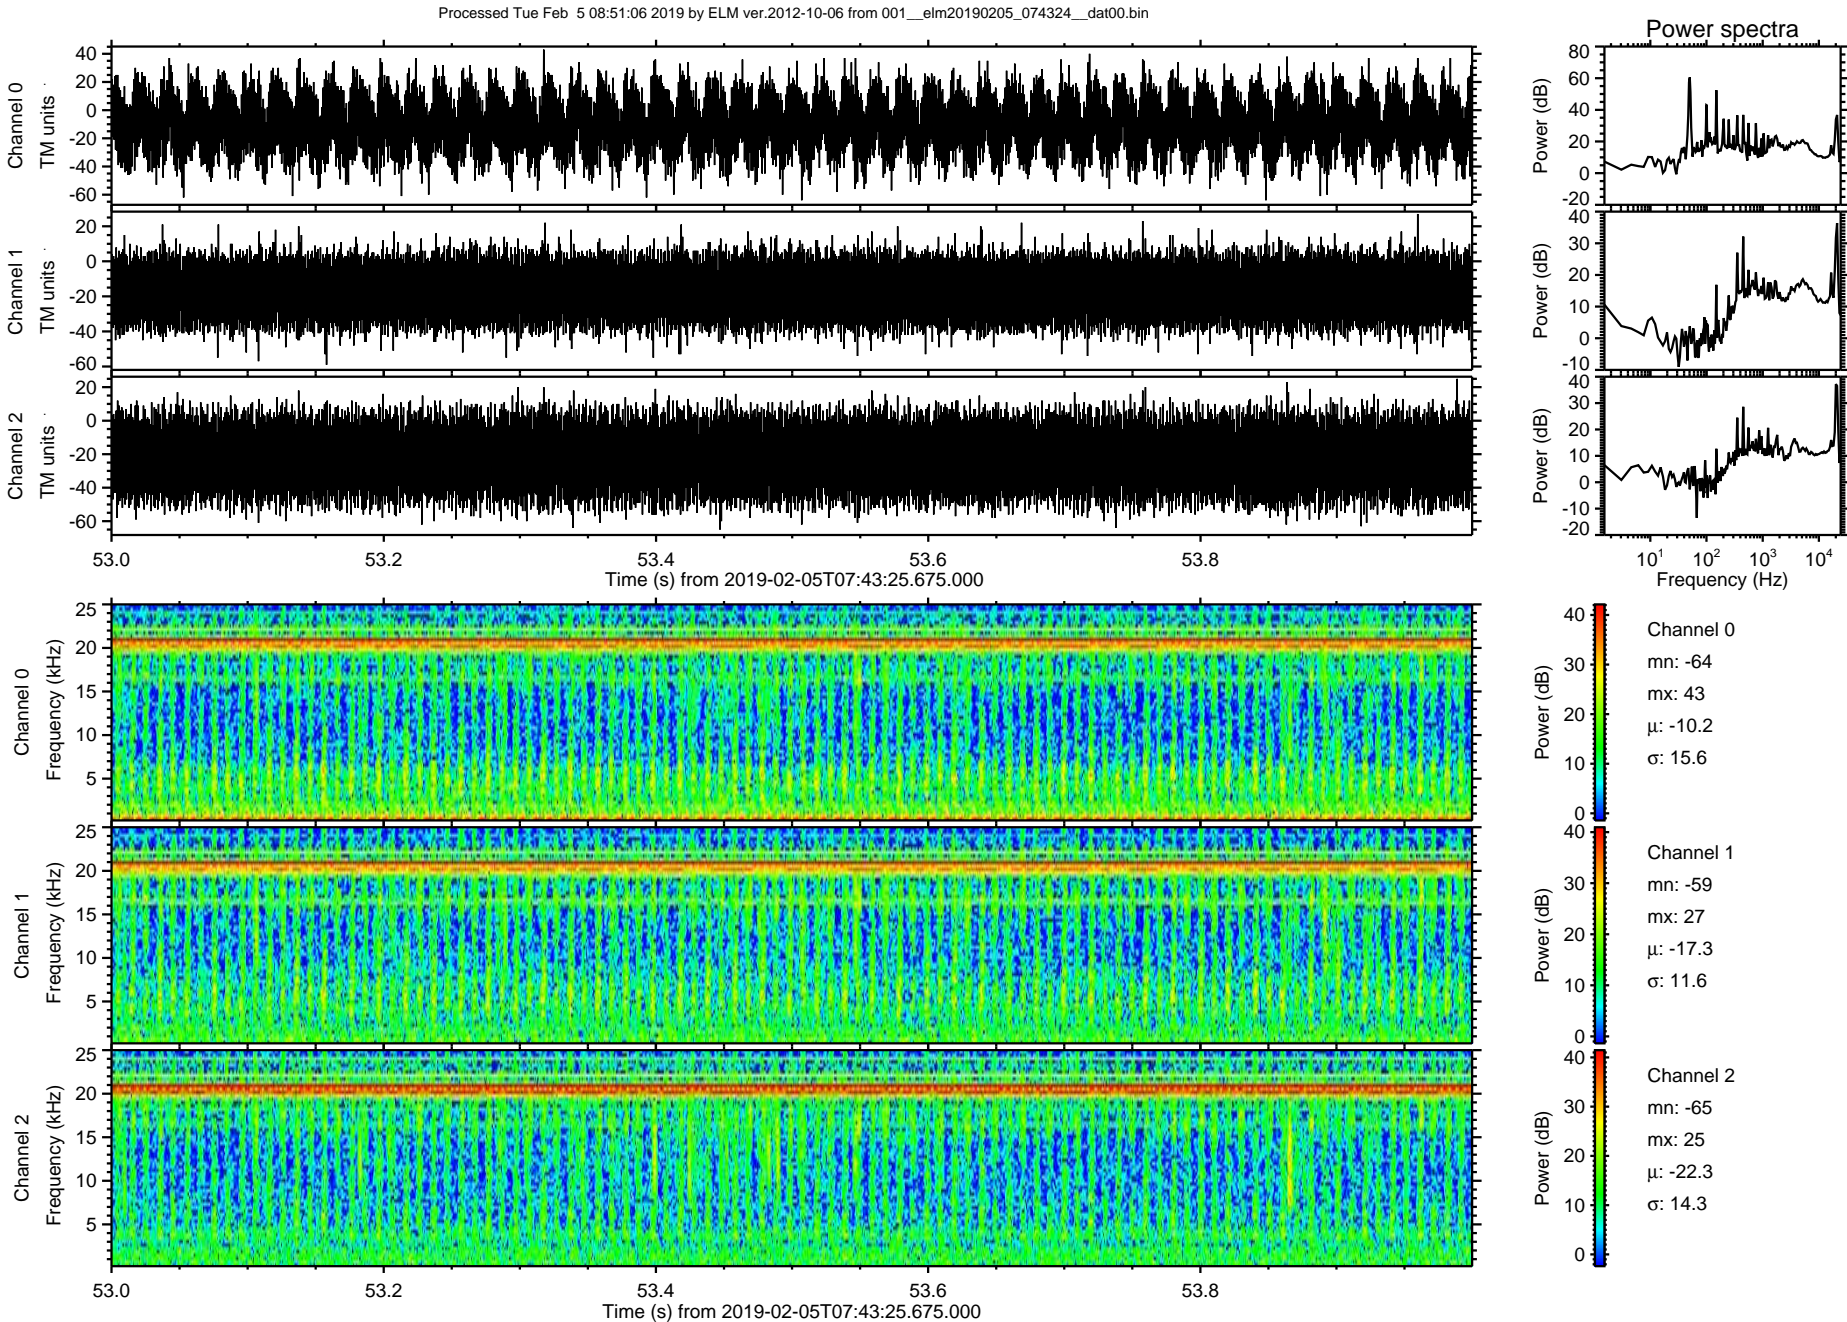 Processed Tue Feb  5 08:51:06 2019 by ELM ver.2012-10-06 from 001__elm20190205_074324__dat00.bin
Power spectra
Channel 0
TM units
40
20
0
-20
-40
-60
Power (dB)
80
60
40
20
0
-20
Channel 1
TM units
20
0
-20
-40
-60
Power (dB)
40
30
20
10
0
-10
Channel 2
TM units
20
0
-20
-40
-60
Power (dB)
40
30
20
10
0
-10
-20
53.0 53.2 53.4 53.6 53.8
Time (s) from 2019-02-05T07:43:25.675.000
10¹ 10² 10³ 10⁴
Frequency (Hz)
Channel 0
Frequency (kHz)
25
20
15
10
5
Power (dB)
40
30
20
10
0
Channel 0
mn: -64
mx: 43
μ: -10.2
σ: 15.6
Channel 1
Frequency (kHz)
25
20
15
10
5
Power (dB)
40
30
20
10
0
Channel 1
mn: -59
mx: 27
μ: -17.3
σ: 11.6
Channel 2
Frequency (kHz)
25
20
15
10
5
Power (dB)
40
30
20
10
0
Channel 2
mn: -65
mx: 25
μ: -22.3
σ: 14.3
53.0 53.2 53.4 53.6 53.8
Time (s) from 2019-02-05T07:43:25.675.000